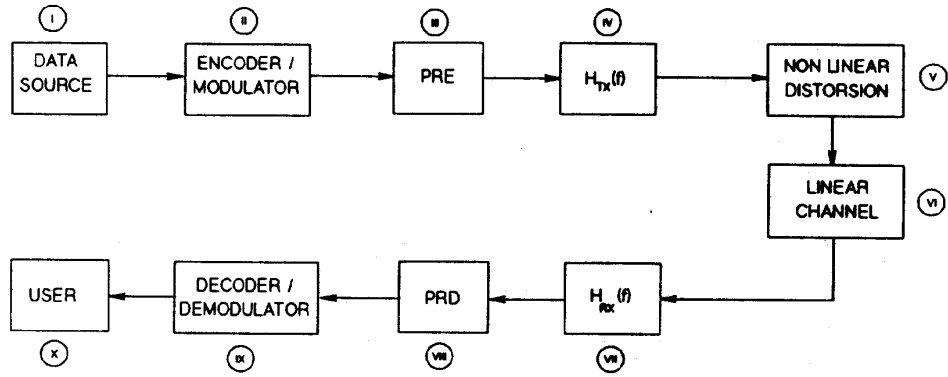 I
DATA
SOURCE
II
ENCODER /
MODULATOR
III
PRE
IV
H_TX(f)
NON LINEAR
DISTORSION
V
LINEAR
CHANNEL
VI
H_RX(f)
VII
PRD
VIII
DECODER /
DEMODULATOR
IX
USER
X